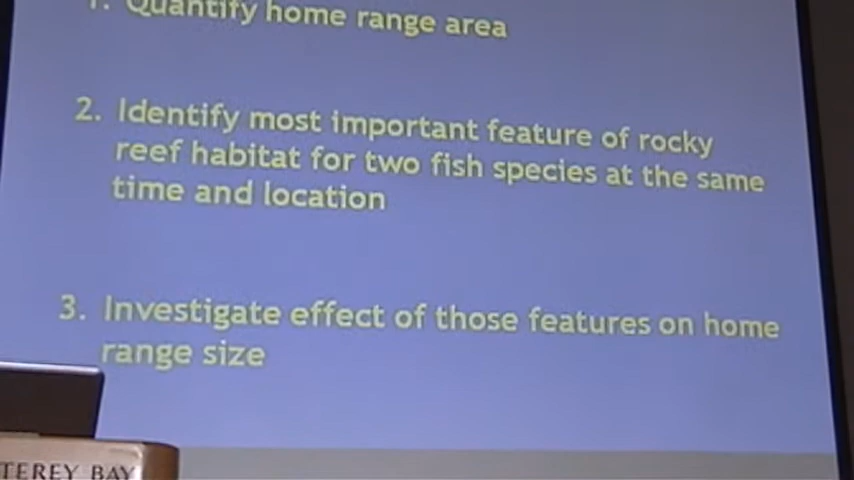 1. Quantify home range area
2. Identify most important feature of rocky
reef habitat for two fish species at the same
time and location
3. Investigate effect of those features on home
range size
TEREY BAY